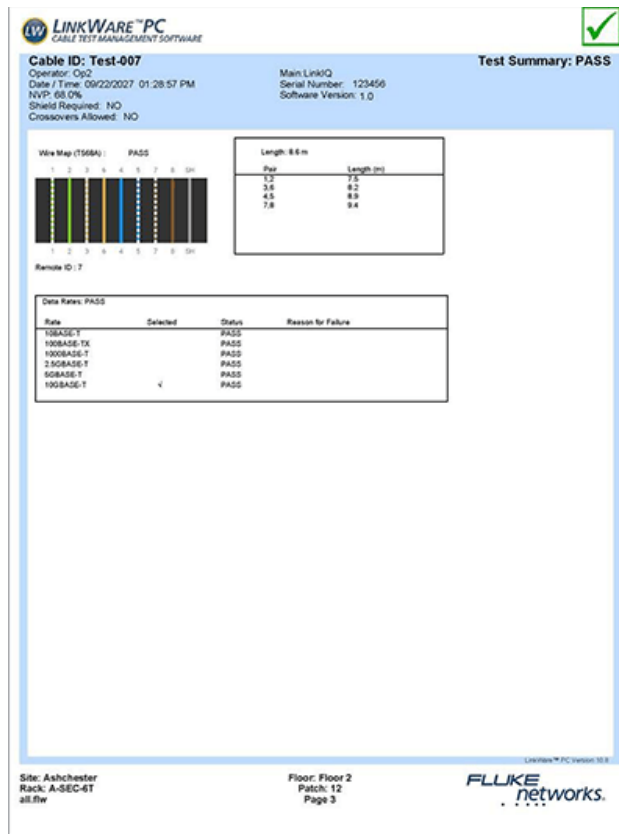 LINKWARE™PC
CABLE TEST MANAGEMENT SOFTWARE
Cable ID: Test-007
Test Summary: PASS
Operator: Op2
Date / Time: 09/22/2027 01:28:57 PM
NVP: 68.0%
Shield Required: NO
Crossovers Allowed: NO
Main:LinkIQ
Serial Number: 123456
Software Version: 1.0
Wire Map (T568A) : PASS
1 2 3 6 4 5 7 8 SH
1 2 3 6 4 5 7 8 SH
Remote ID : 7
Length: 8.6 m
Pair Length (m)
1,2 7.5
3,6 8.2
4,5 8.9
7,8 9.4
Data Rates: PASS
Rate Selected Status Reason for Failure
10BASE-T PASS
100BASE-TX PASS
1000BASE-T PASS
2.5GBASE-T PASS
5GBASE-T PASS
10GBASE-T √ PASS
LinkWare™ PC Version 10.8
Site: Ashchester
Rack: A-SEC-6T
all.flw
Floor: Floor 2
Patch: 12
Page 3
FLUKE
networks.